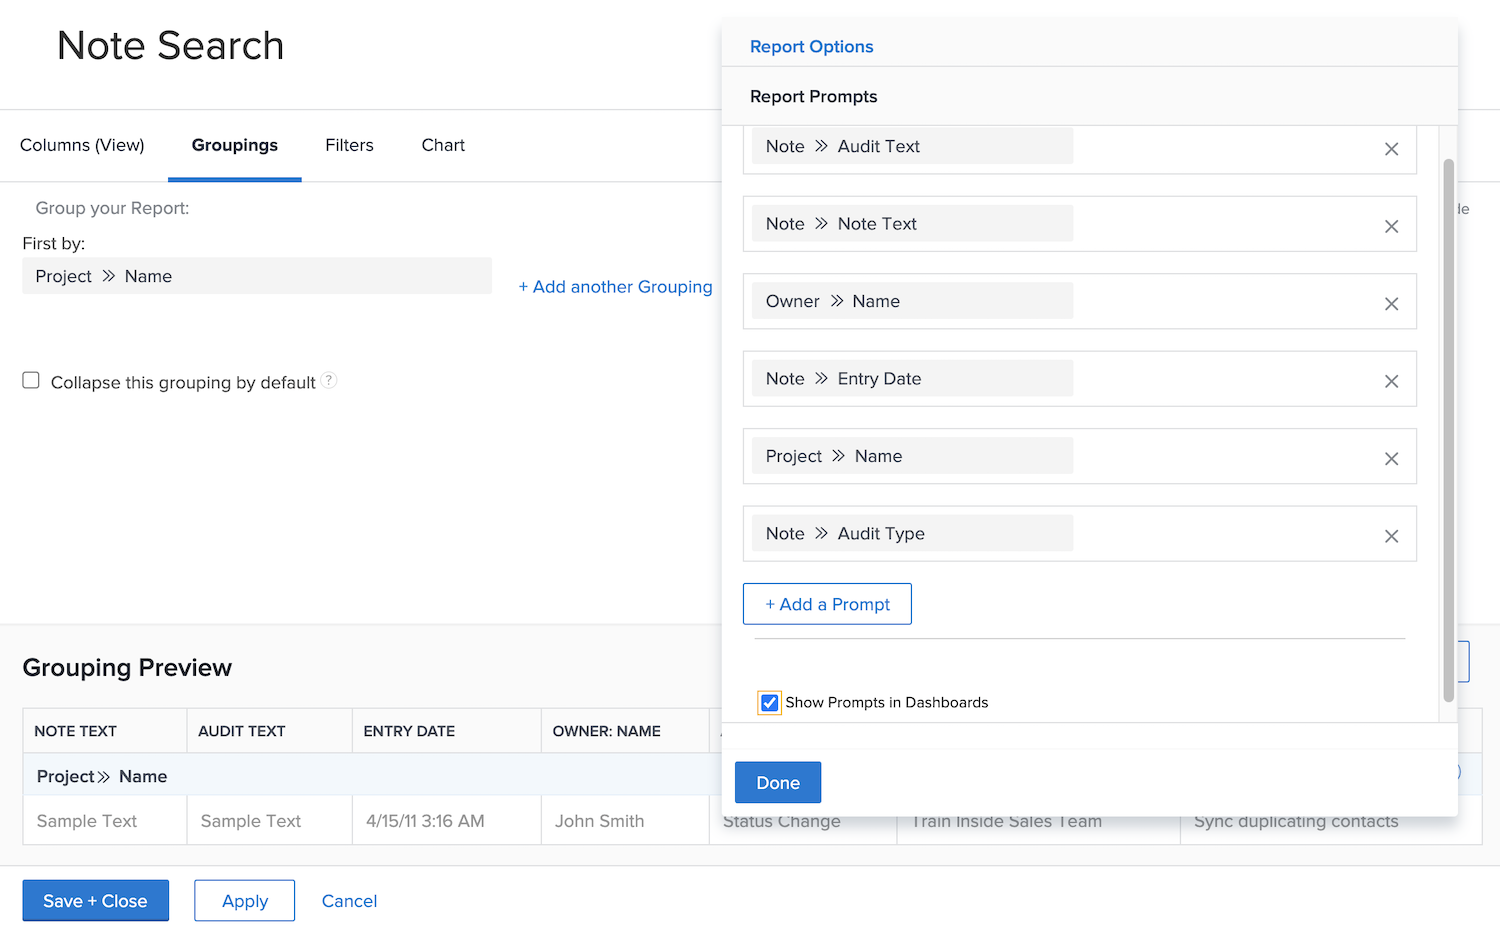 Note Search
Columns (View) Groupings Filters Chart
Group your Report:
First by:
Project » Name
+ Add another Grouping
Collapse this grouping by default ?
Report Options
Report Prompts
Note » Audit Text
Note » Note Text
Owner » Name
Note » Entry Date
Project » Name
Note » Audit Type
+ Add a Prompt
Show Prompts in Dashboards
Done
Grouping Preview
NOTE TEXT AUDIT TEXT ENTRY DATE OWNER: NAME
Project» Name
Sample Text Sample Text 4/15/11 3:16 AM John Smith Status Change Train Inside Sales Team Sync duplicating contacts
Save + Close Apply Cancel